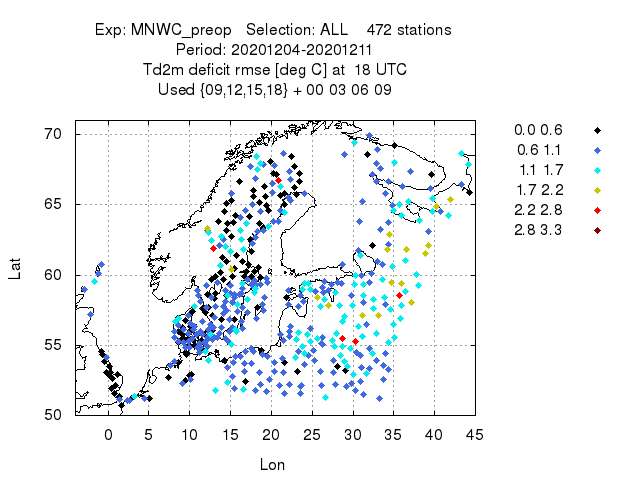 Exp: MNWC_preop Selection: ALL 472 stations
Period: 20201204-20201211
Td2m deficit rmse [deg C] at 18 UTC
Used {09,12,15,18} + 00 03 06 09
0.0 0.6
0.6 1.1
1.1 1.7
1.7 2.2
2.2 2.8
2.8 3.3
70
65
60
55
50
Lat
0 5 10 15 20 25 30 35 40 45
Lon